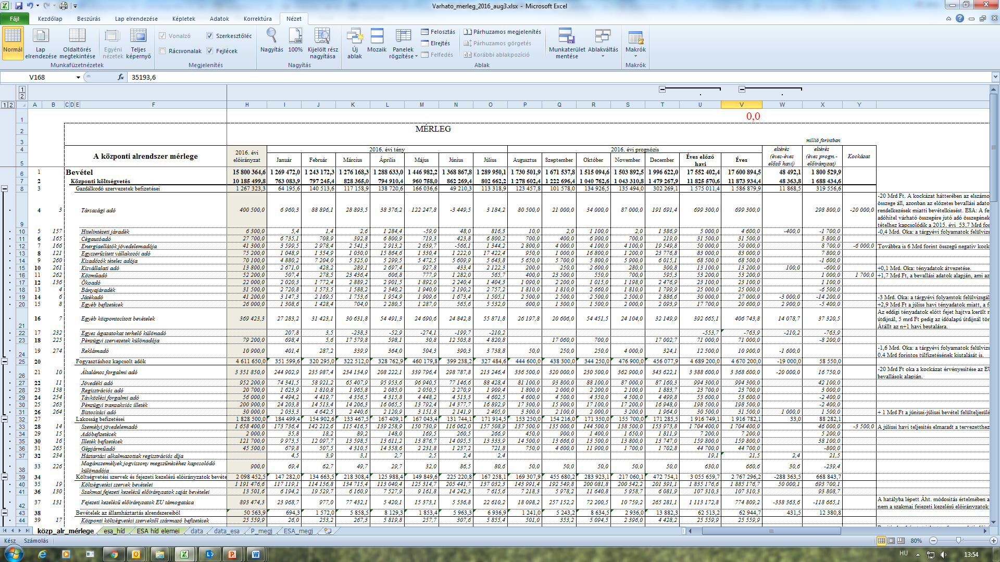 Varhato_merleg_2016_aug3.xlsx - Microsoft Excel
Fájl Kezdőlap Beszúrás Lap elrendezése Képletek Adatok Korrektúra Nézet
Normál Lap elrendezése Oldaltörés megtekintése Egyéni nézetek Teljes képernyő
Vonalzó Szerkesztőléc
Rácsvonalak Fejlécek
Nagyítás 100% Kijelölt rész nagyítása
Új ablak Mozaik Panelek rögzítése
Felosztás
Elrejtés
Felfedés
Párhuzamos megjelenítés
Párhuzamos görgetés
Korábbi ablakpozíció
Munkaterület mentése Ablakváltás Makrók
Munkafüzetnézetek Megjelenítés Nagyítás Ablak Makrók
V168 fx 35193,6
1
2
1 2 A B C D E F H I J K L M N O P Q R S T U V W X Y
1 0,0
2 MÉRLEG
3 millió forintban
4 A központi alrendszer mérlege 2016. évi előirányzat 2016. évi tény 2016. évi prognózis eltérés (éves-éves előző havi) eltérés (éves progn.-előirányzat) Kockázat
5 Január Február Március Április Május Június Július Augusztus Szeptember Október November December Éves előző havi Éves
6 1 Bevétel 15 800 364,6 1 269 472,0 1 243 172,3 1 276 168,3 1 288 633,0 1 446 982,2 1 368 867,8 1 289 950,1 1 730 501,9 1 671 537,8 1 515 094,6 1 503 892,5 1 996 622,0 17 552 402,4 17 600 894,5 48 492,1 1 800 529,9
7 2 Központi költségvetés 10 185 499,8 763 083,9 797 245,4 828 365,0 794 910,4 960 758,0 862 269,4 802 662,2 1 278 602,4 1 222 696,4 1 040 762,6 1 043 310,8 1 479 267,9 11 825 570,6 11 873 934,4 48 363,8 1 688 434,6
8 3 Gazdálkodó szervezetek befizetései 1 267 323,3 64 195,6 140 513,6 117 158,9 138 720,6 166 036,6 49 210,3 113 318,9 123 457,8 101 578,0 134 926,5 135 494,0 302 269,1 1 575 011,4 1 586 879,9 11 868,5 319 556,6
9 4 3 Társasági adó 400 500,0 6 960,3 88 896,1 28 893,5 38 376,2 122 247,8 -3 449,5 3 184,2 80 500,0 21 000,0 34 000,0 87 000,0 191 691,4 699 300,0 699 300,0 298 800,0 -20 000,0
-20 Mrd Ft. A kockázat hátterében az elszámo
összege áll, azonban az előzetes bevallási adato
rendelkezések miatti bevételkiesést. ESA: A fe
adóhitel várható összegére jutó adó összegének
tételhez kapcsolódik a 2015. évi 53,7 Mrd for
10 5 157 Hitelintézeti járadék 6 300,0 5,4 1,4 2,6 1 284,4 -59,0 48,0 816,3 10,0 2,0 1 100,0 2,0 1 386,9 5 000,0 4 600,0 -400,0 -1 700,0 -0,4 Mrd. Oka: a tárgyévi folyamatok felülvizs
11 6 165 Cégautóadó 27 700,0 6 735,1 708,9 392,8 6 800,9 719,3 423,8 6 800,2 700,0 400,0 6 900,0 700,0 219,0 31 500,0 31 500,0 3 800,0
12 7 166 Energiaellátók jövedelemadója 41 300,0 3 599,5 2 978,4 2 541,3 2 913,2 2 639,7 -566,1 1 344,2 2 800,0 4 000,0 4 100,0 4 100,0 19 549,8 50 000,0 50 000,0 8 700,0 -6 000,0 Továbbra is 6 Mrd forint összegű negatív kock
13 8 121 Egyszerűsített vállakozói adó 75 200,0 1 048,9 1 354,9 1 030,0 15 864,6 1 330,4 1 222,0 17 422,4 950,0 1 000,0 16 800,0 1 200,0 23 776,8 83 000,0 83 000,0 7 800,0
14 9 260 Kisadózók tételes adója 70 100,0 4 880,2 7 204,0 5 325,0 5 299,5 5 472,5 5 609,9 5 643,8 5 650,0 5 700,0 5 800,0 5 900,0 6 015,1 68 500,0 68 500,0 -1 600,0
15 10 261 Kisvállalati adó 13 800,0 2 671,0 428,2 289,1 2 697,4 927,8 433,4 2 122,3 200,0 250,0 2 600,0 280,0 300,8 13 100,0 13 200,0 100,0 -600,0 +0,1 Mrd. Oka: tényadatok átvezetése.
16 11 262 Közműadó 52 200,0 507,4 278,5 23 436,4 606,8 777,9 1 282,0 565,7 400,0 23 500,0 550,0 700,0 595,3 53 200,0 53 200,0 1 000,0 1 700,0 +1,7 Mrd Ft, a bevallási adatok alapján, ami az
17 12 136 Ökoadó 22 000,0 2 020,3 1 772,4 2 889,2 2 901,5 1 892,0 2 240,4 1 404,3 1 090,0 2 200,0 1 015,0 1 198,0 2 476,9 23 100,0 23 100,0 1 100,0
18 13 4 Bányajáradék 31 500,0 2 720,8 1 573,5 1 588,2 2 340,2 1 940,0 2 190,2 2 757,2 1 810,0 1 810,0 2 660,0 1 810,0 1 799,9 25 000,0 25 000,0 -6 500,0
19 14 6 Játékadó 41 200,0 3 147,3 2 169,5 1 753,6 1 954,9 1 909,6 1 673,4 1 505,1 2 500,0 2 500,0 2 500,0 2 500,0 2 886,6 30 000,0 27 000,0 -3 000,0 -14 200,0 -3 Mrd. Oka: a tárgyévi folyamtok felülvizsgál
20 15 8 Egyéb befizetések 26 000,0 1 308,6 1 428,4 704,0 2 280,5 1 287,0 565,6 5 532,0 600,0 1 300,0 1 500,0 2 000,0 2 093,9 17 700,0 20 600,0 2 900,0 -5 400,0 +2,9 Mrd Ft a július havi tényadatok miatt, a f
21 16 7 Egyéb központosított bevételek 369 423,3 27 283,2 31 423,1 30 631,8 54 491,3 24 690,6 24 842,8 55 871,8 26 197,8 20 606,0 54 451,5 24 104,0 32 149,9 392 665,1 406 743,8 14 078,7 37 320,5
Az eddigi tényadatok előtt fejet hajtva került
útdíjnál, 5 mrd Ft pedig az időalapú útdíjnál tör
Átállt az n+1 havi beutalásra.
22 17 232 Egyes ágazatokat terhelő különadó 207,8 3,5 -238,3 -52,9 -274,1 -199,7 -210,2 -553,7 -763,9 -210,2 -763,9
23 18 225 Pénzügyi szervezetek különadója 79 200,0 698,4 5,6 17 579,8 598,1 30,8 12 503,8 4 820,8 17 060,0 700,0 17 002,7 71 000,0 71 000,0 -8 200,0
24 19 274 Reklámadó 10 900,0 401,4 287,2 339,9 364,0 504,3 390,3 3 738,8 50,0 250,0 250,0 4 000,0 324,1 12 500,0 10 900,0 -1 600,0
-1,6 Mrd. Oka: a tárgyévi folyamatok felülvizs
0,4 Mrd forintos túlfizetésének kiutalását is.
25 20 Fogyasztáshoz kapcsolt adók 4 611 650,0 351 599,6 320 295,0 322 512,0 328 762,9 460 179,8 399 238,2 327 484,6 444 600,0 438 300,0 344 250,0 476 900,0 456 077,9 4 689 200,0 4 670 200,0 -19 000,0 58 550,0
26 21 10 Általános forgalmi adó 3 351 850,0 244 902,9 235 987,4 234 134,9 208 222,1 339 796,4 298 787,8 213 246,4 336 500,0 320 000,0 230 500,0 362 900,0 343 622,1 3 388 600,0 3 368 600,0 -20 000,0 16 750,0
-20 Mrd Ft oka a kockázat érvényesítése az EU
bevallások alapján.
27 22 11 Jövedéki adó 952 200,0 74 341,5 58 921,2 65 407,9 95 953,6 96 940,5 77 146,6 88 428,4 81 100,0 93 800,0 88 100,0 87 000,0 87 160,3 994 300,0 994 300,0 42 100,0
28 23 138 Regisztrációs adó 20 700,0 1 623,9 1 810,8 1 965,8 2 085,0 2 050,5 2 270,9 1 909,4 1 800,0 2 000,0 2 200,0 2 100,0 1 883,7 23 700,0 23 700,0 3 000,0
29 24 254 Távközlési forgalmi adó 56 000,0 4 494,2 4 419,7 4 356,5 4 315,8 4 448,2 4 513,3 4 602,5 4 600,0 4 500,0 4 350,0 4 500,0 4 499,8 53 600,0 53 600,0 -2 400,0
30 25 263 Pénzügyi tranzakciós illeték 200 900,0 24 203,8 14 513,4 14 206,3 16 065,5 13 792,4 14 377,7 16 892,9 17 300,0 15 900,0 17 100,0 17 200,0 16 948,0 198 500,0 198 500,0 -2 400,0
31 26 264 Biztosítási adó 30 000,0 2 033,3 4 642,5 2 440,6 2 120,9 3 151,8 2 141,9 2 405,0 3 300,0 2 100,0 2 000,0 3 200,0 1 964,0 30 500,0 31 500,0 1 000,0 1 500,0 + 1 Mrd Ft a júniusi-júliusi bevétel felülteljesülé
32 27 Lakosság befizetései 1 828 500,0 184 499,4 154 902,6 133 467,5 167 409,1 167 043,4 131 744,1 171 914,5 153 250,0 154 216,0 171 350,0 155 700,0 171 285,5 1 916 749,1 1 916 782,1 33,0 88 282,1
33 28 14 Személyi jövedelemadó 1 658 400,0 173 736,4 142 212,6 115 416,5 139 258,9 150 730,9 116 062,0 157 508,9 137 500,0 135 000,0 144 500,0 138 500,0 153 973,8 1 704 400,0 1 704 400,0 46 000,0 -3 500,0 A júliusi havi teljesítés elmaradt a tervezetthez
34 29 15 Adóbefizetések 2 000,0 35,8 18,2 89,2 148,0 169,5 260,5 266,9 450,0 900,0 1 400,0 1 650,0 1 811,9 7 200,0 7 200,0 5 200,0
35 30 16 Illeték befizetések 121 700,0 9 973,5 12 097,7 13 598,5 13 611,2 13 876,7 14 095,5 13 333,9 14 500,0 13 666,0 13 500,0 13 800,0 13 747,0 159 800,0 159 800,0 38 100,0
36 31 265 Gépjárműadó 45 500,0 679,8 507,5 4 310,5 14 358,6 2 231,8 1 237,2 721,8 750,0 4 600,0 11 900,0 1 700,0 1 702,8 44 700,0 44 700,0 -800,0
37 32 234 Háztartási alkalmazottak regisztrációs díja 4,5 3,9 3,1 2,7 2,5 2,4 2,4 19,1 21,5 2,4 21,5
38 33 226 Magánszemélyek jogviszony megszűnéséhez kapcsolódó különadója 900,0 69,4 62,7 49,7 29,7 32,0 86,5 80,6 50,0 50,0 50,0 50,0 50,0 630,0 660,6 30,6 -239,4
39 34 Költségvetési szervek és fejezeti kezelésű előirányzatok bevéte 2 098 452,5 147 282,0 134 663,5 218 308,4 125 988,4 149 849,6 225 220,8 167 258,1 169 307,9 455 680,2 283 923,1 217 060,1 472 754,1 3 055 659,7 2 767 296,2 -288 363,5 668 843,7
40 35 19 Költségvetési szervek bevételei 1 191 476,6 117 119,1 114 156,8 134 715,4 113 040,4 125 314,7 205 441,7 137 032,3 143 991,4 192 549,8 200 081,8 200 342,2 201 391,1 1 835 176,6 1 885 176,7 50 000,1 693 700,1
41 36 130 Szakmai fejezeti kezelésű előirányzatok saját bevételei 13 501,6 6 194,2 19 529,7 6 160,9 7 527,9 9 161,8 14 242,3 7 615,6 7 218,3 5 978,2 11 640,8 5 958,7 6 081,9 107 310,3 107 310,3 93 808,7
42 37 131 Fejezeti kezelésű előirányzatok EU támogatása 893 474,3 23 968,7 977,0 77 432,1 5 420,1 15 373,1 5 536,8 22 610,2 18 098,2 257 152,2 72 200,5 10 759,2 265 281,1 1 113 172,8 774 809,2 -338 363,6 -118 665,1
A hatályba lépett Áht. módosítás értelmében a
nem a szakmai fejezeti kezelésű előirányzatok
43 38 Bevételek az államháztartás alrendszereiből 50 563,9 694,3 1 572,0 5 858,5 8 129,3 1 853,4 5 963,3 6 936,9 1 241,0 5 243,2 8 634,5 2 936,0 13 882,3 62 513,2 62 944,7 431,5 12 380,8
44 39 17 Központi költségvetési szervektől származó befizetések 25 559,9 26,0 253,2 267,3 5 819,8 257,7 307,6 5 855,4 501,0 353,2 5 094,5 2 396,0 4 428,2 25 559,9 25 559,9
közp_alr_mérlege esa_híd ESA híd elemei data data_esa P_megj ESA_megj
Kész Számolás 80%
HU 13:54